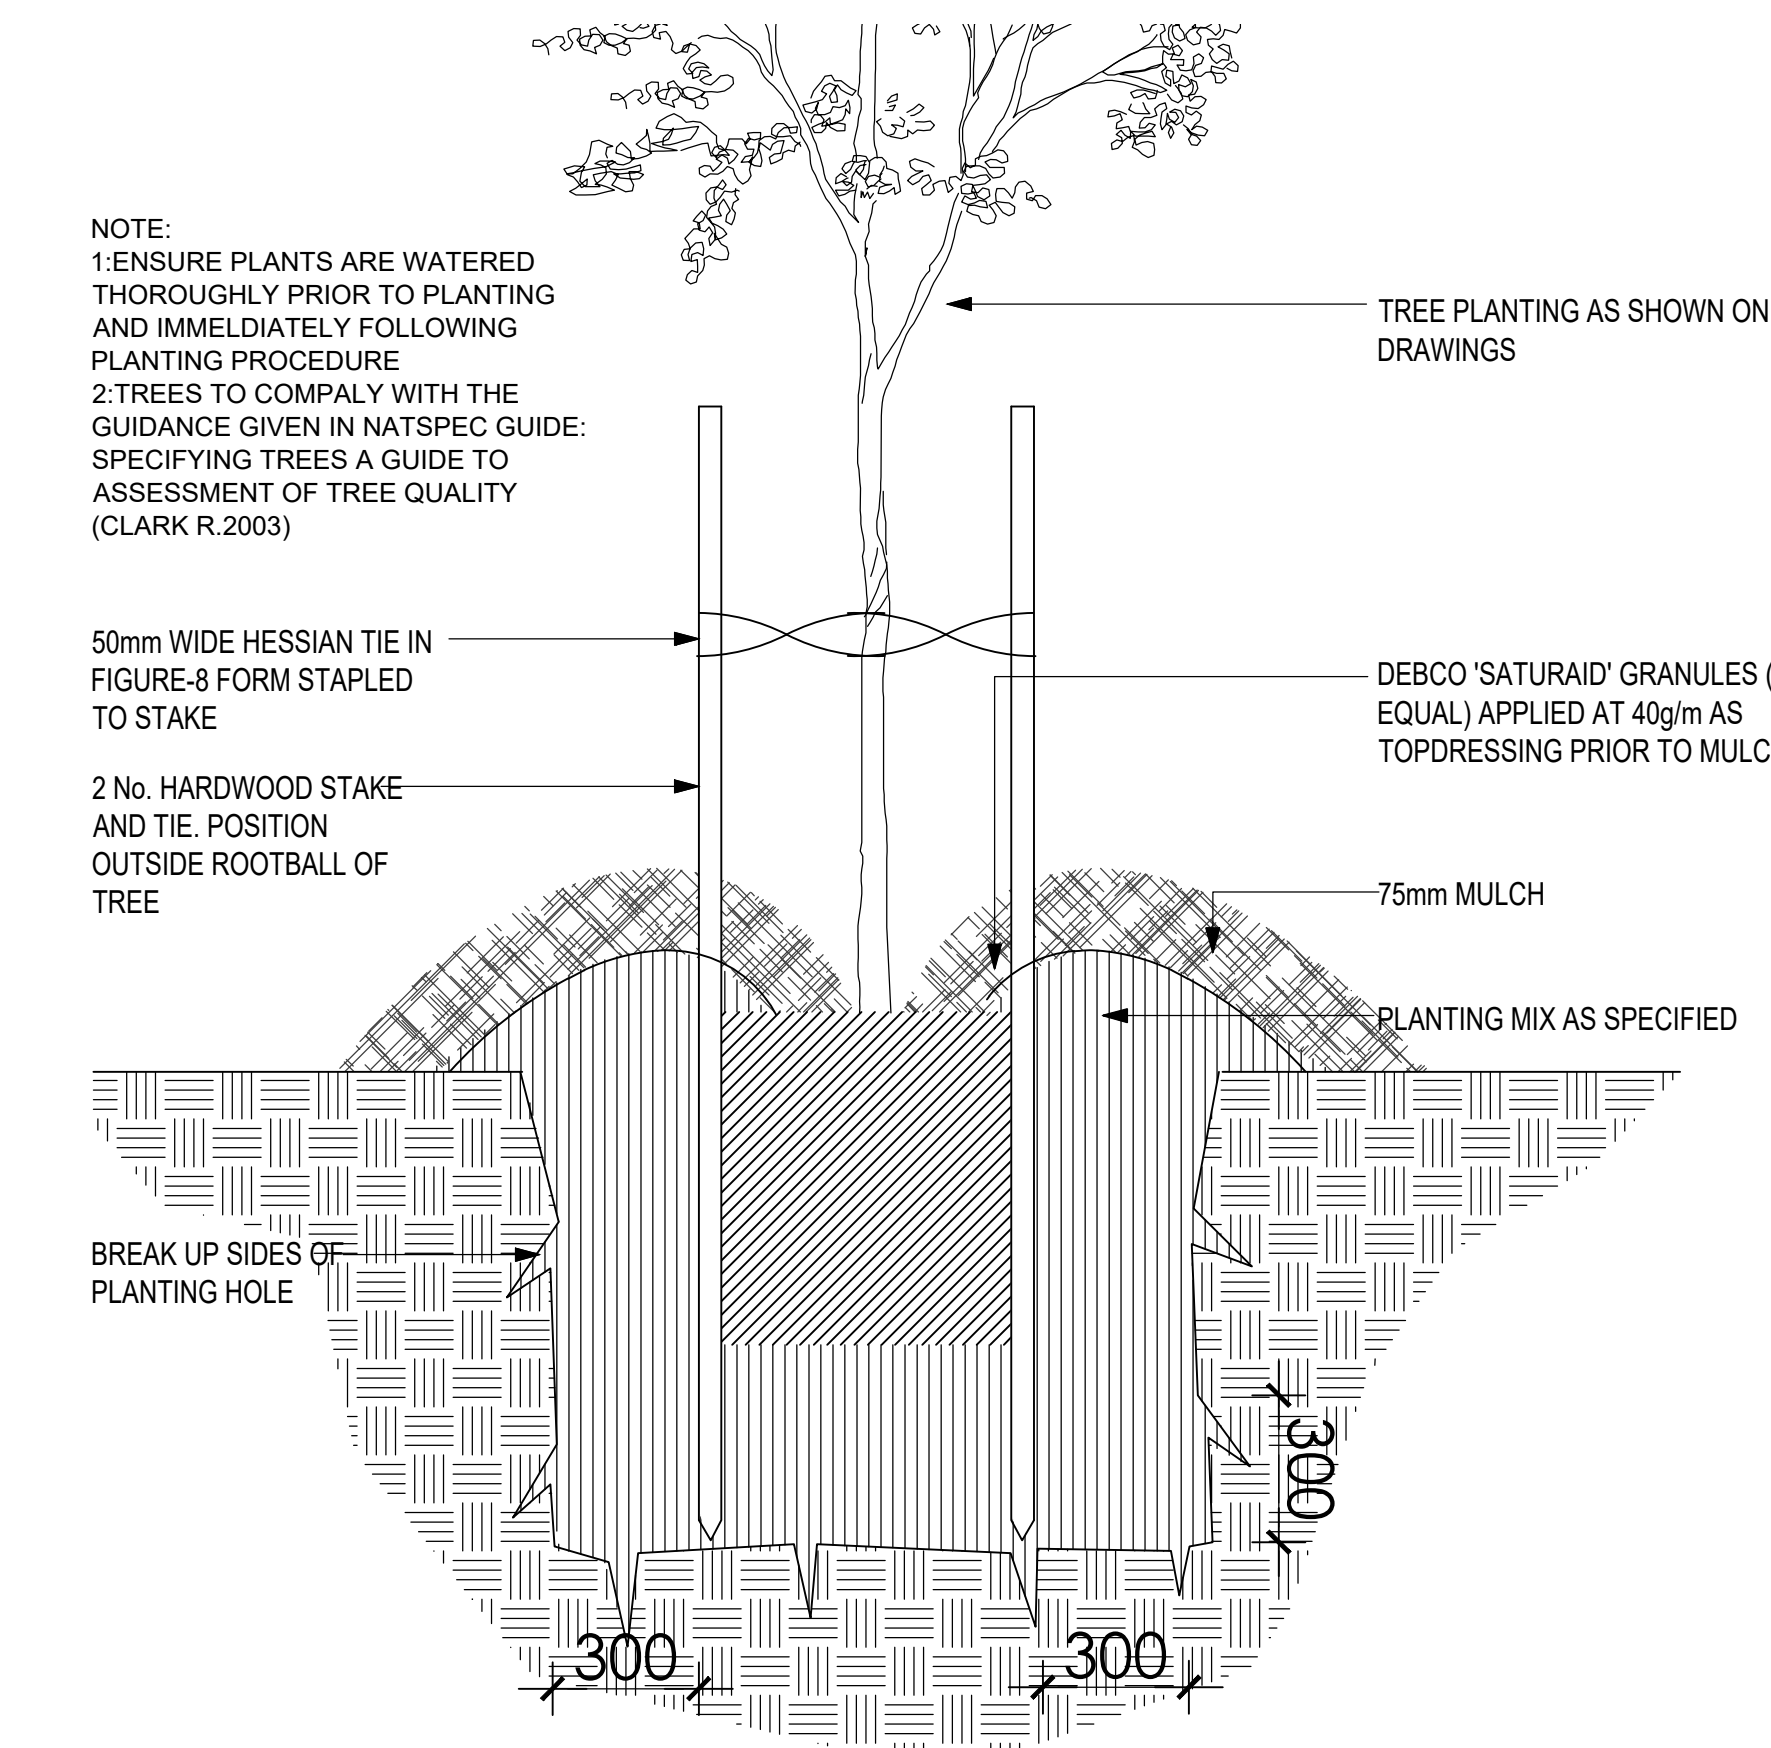 NOTE:
1:ENSURE PLANTS ARE WATERED
THOROUGHLY PRIOR TO PLANTING
AND IMMELDIATELY FOLLOWING
PLANTING PROCEDURE
2:TREES TO COMPALY WITH THE
GUIDANCE GIVEN IN NATSPEC GUIDE:
SPECIFYING TREES A GUIDE TO
ASSESSMENT OF TREE QUALITY
(CLARK R.2003)
50mm WIDE HESSIAN TIE IN
FIGURE-8 FORM STAPLED
TO STAKE
2 No. HARDWOOD STAKE
AND TIE. POSITION
OUTSIDE ROOTBALL OF
TREE
BREAK UP SIDES OF
PLANTING HOLE
TREE PLANTING AS SHOWN ON
DRAWINGS
DEBCO 'SATURAID' GRANULES (
EQUAL) APPLIED AT 40g/m AS
TOPDRESSING PRIOR TO MULC
75mm MULCH
PLANTING MIX AS SPECIFIED
300
300
300